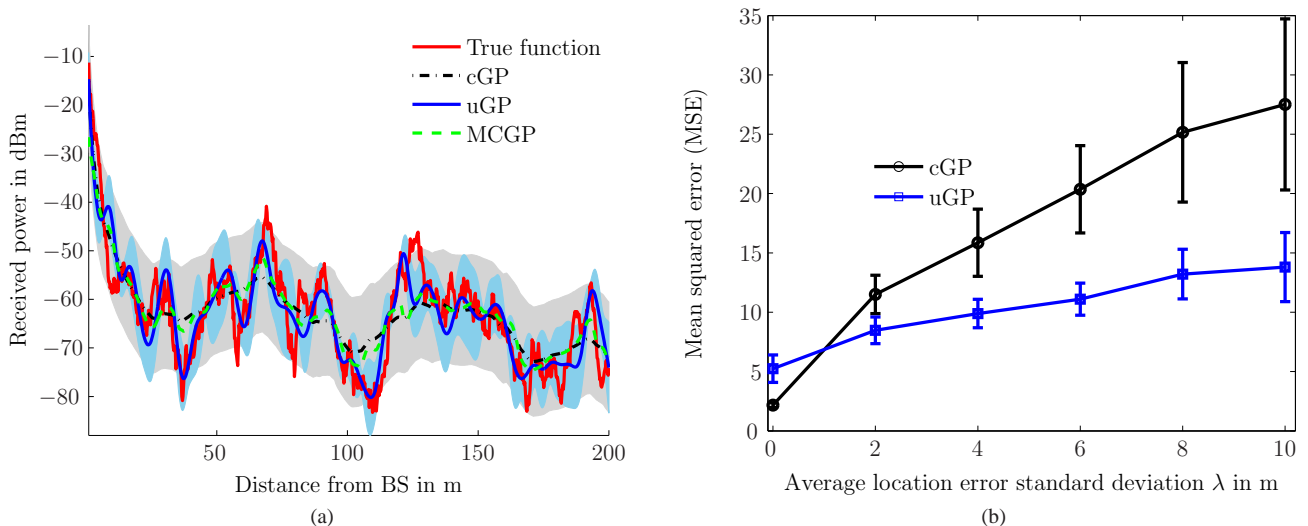 −10
−20
−30
−40
−50
−60
−70
−80
Received power in dBm
True function
cGP
uGP
MCGP
50
100
150
200
Distance from BS in m
(a)
35
30
25
20
15
10
5
0
Mean squared error (MSE)
cGP
uGP
0
2
4
6
8
10
Average location error standard deviation λ in m
(b)